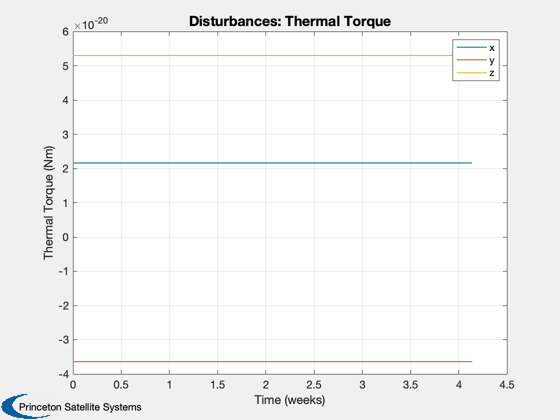 Disturbances: Thermal Torque
×10⁻²⁰
6
5
4
3
2
1
0
-1
-2
-3
-4
Thermal Torque (Nm)
x
y
z
0 0.5 1 1.5 2 2.5 3 3.5 4 4.5
Time (weeks)
Princeton Satellite Systems